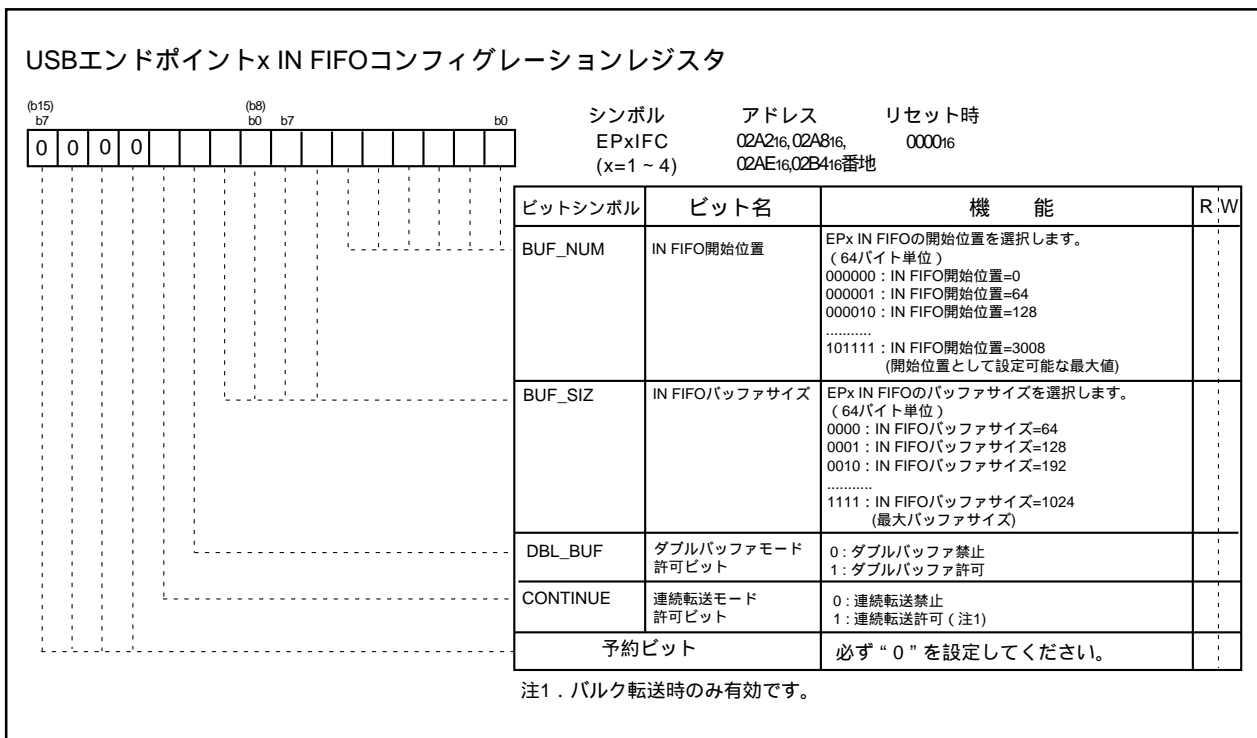 USBエンドポイントx IN FIFOコンフィグレーションレジスタ
(b15) (b8)
b7 b0 b7 b0
0 0 0 0
シンボル アドレス リセット時
EPxIFC 02A216, 02A816, 000016
(x=1 ~ 4) 02AE16,02B416番地
ビットシンボル ビット名 機 能 R W
BUF_NUM IN FIFO開始位置 EPx IN FIFOの開始位置を選択します。
(64バイト単位)
000000:IN FIFO開始位置=0
000001:IN FIFO開始位置=64
000010:IN FIFO開始位置=128
...........
101111:IN FIFO開始位置=3008
(開始位置として設定可能な最大値)
BUF_SIZ IN FIFOバッファサイズ EPx IN FIFOのバッファサイズを選択します。
(64バイト単位)
0000:IN FIFOバッファサイズ=64
0001:IN FIFOバッファサイズ=128
0010:IN FIFOバッファサイズ=192
...........
1111:IN FIFOバッファサイズ=1024
(最大バッファサイズ)
DBL_BUF ダブルバッファモード 0:ダブルバッファ禁止
許可ビット 1:ダブルバッファ許可
CONTINUE 連続転送モード 0:連続転送禁止
許可ビット 1:連続転送許可(注1)
予約ビット 必ず“0”を設定してください。
注1.バルク転送時のみ有効です。